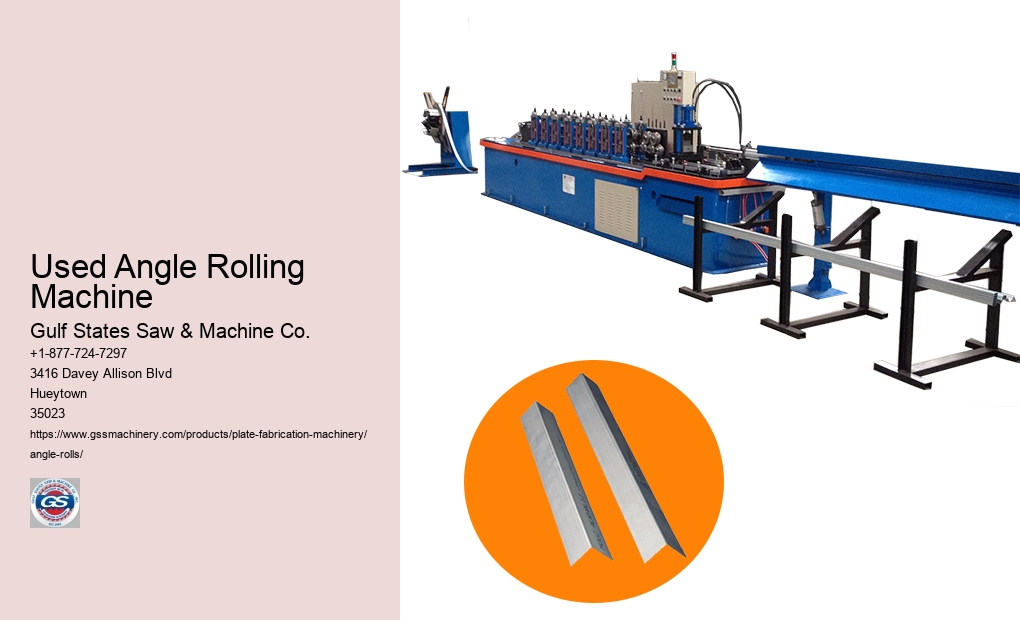 Used Angle Rolling
Machine
Gulf States Saw & Machine Co.
+1-877-724-7297
3416 Davey Allison Blvd
Hueytown
35023
https://www.gssmachinery.com/products/plate-fabrication-machinery/
angle-rolls/
GS